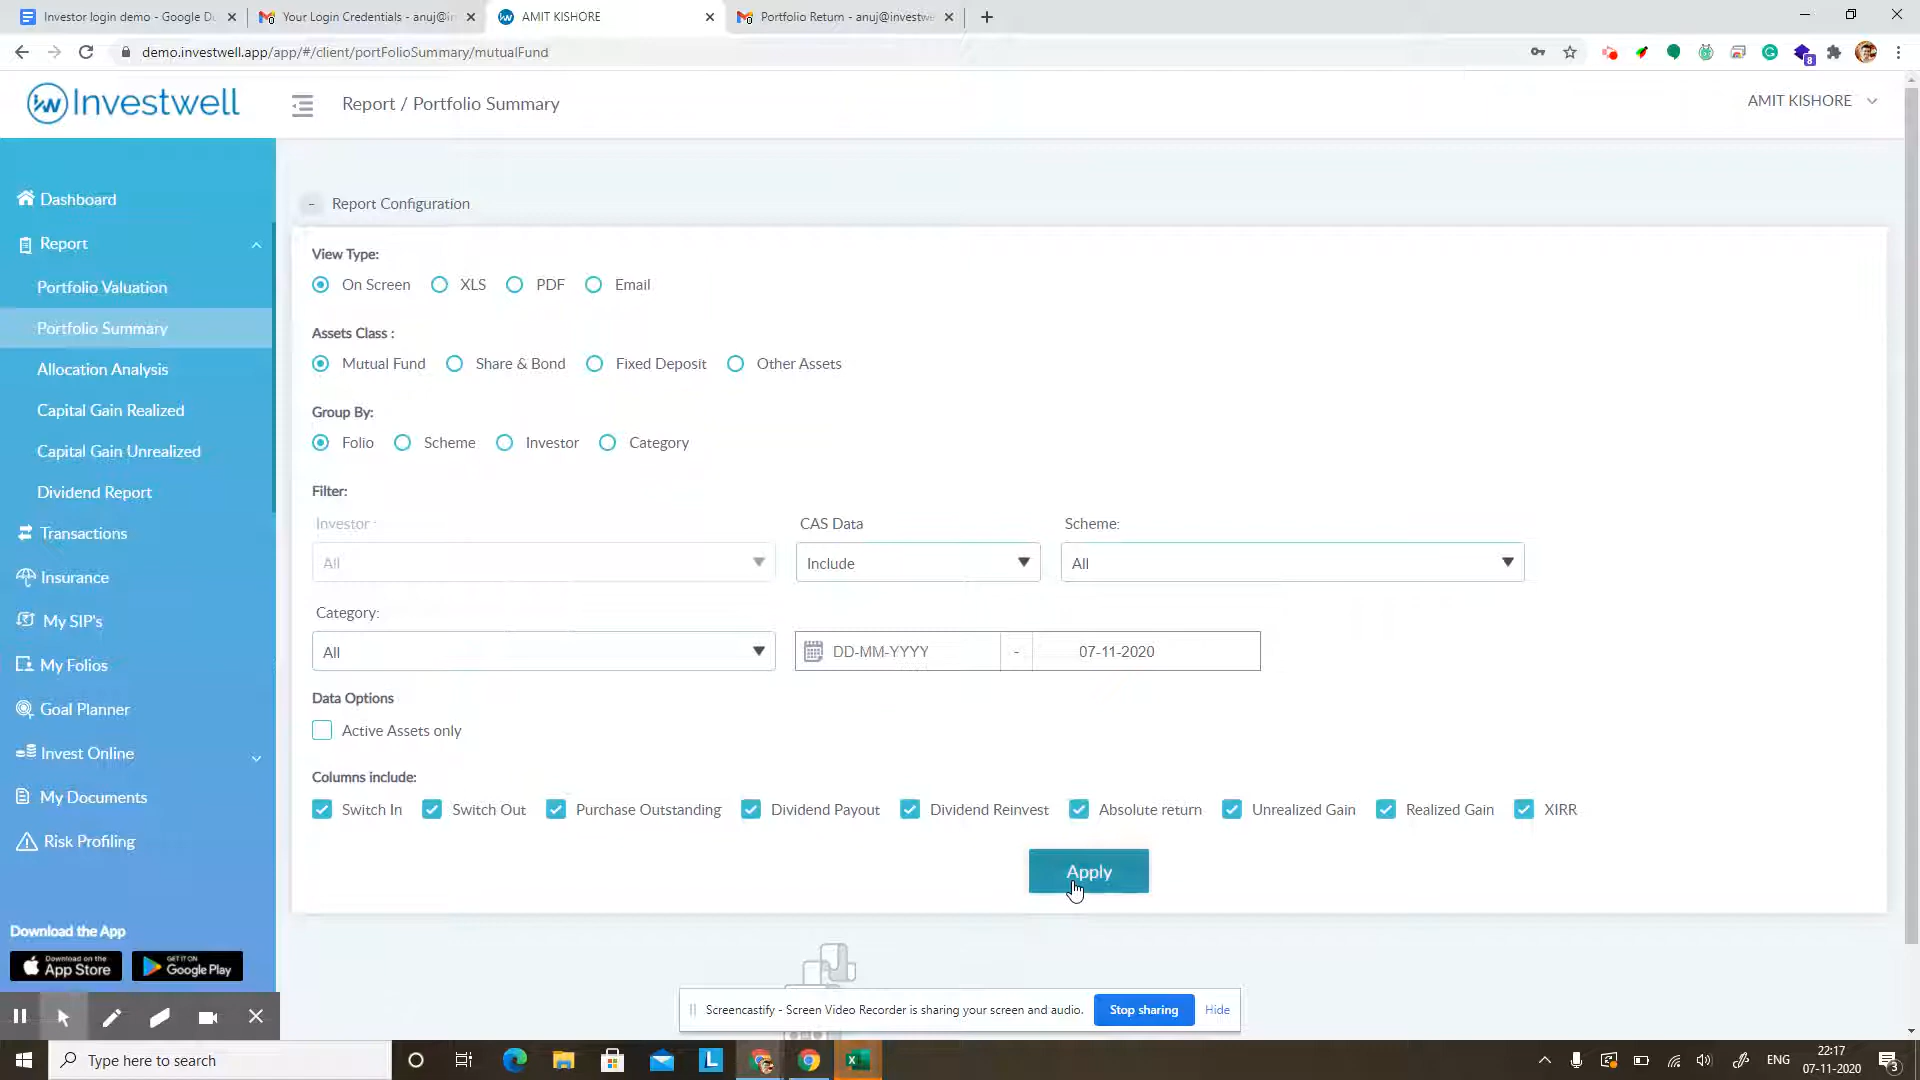 Investor login demo - Google D
Your Login Credentials - anuj@in
AMIT KISHORE
Portfolio Return - anuj@investwe
demo.investwell.app/app/#/client/portFolioSummary/mutualFund
8
Investwell
Report / Portfolio Summary
AMIT KISHORE
Dashboard
Report
Portfolio Valuation
Portfolio Summary
Allocation Analysis
Capital Gain Realized
Capital Gain Unrealized
Dividend Report
Transactions
Insurance
My SIP's
My Folios
Goal Planner
Invest Online
My Documents
Risk Profiling
Download the App
Download on the
App Store
GET IT ON
Google Play
- Report Configuration
View Type:
On Screen XLS PDF Email
Assets Class :
Mutual Fund Share & Bond Fixed Deposit Other Assets
Group By:
Folio Scheme Investor Category
Filter:
Investor : CAS Data Scheme:
All Include All
Category:
All DD-MM-YYYY - 07-11-2020
Data Options
Active Assets only
Columns include:
Switch In Switch Out Purchase Outstanding Dividend Payout Dividend Reinvest Absolute return Unrealized Gain Realized Gain XIRR
Apply
Screencastify - Screen Video Recorder is sharing your screen and audio. Stop sharing Hide
Type here to search
L
ENG
22:17
07-11-2020
3